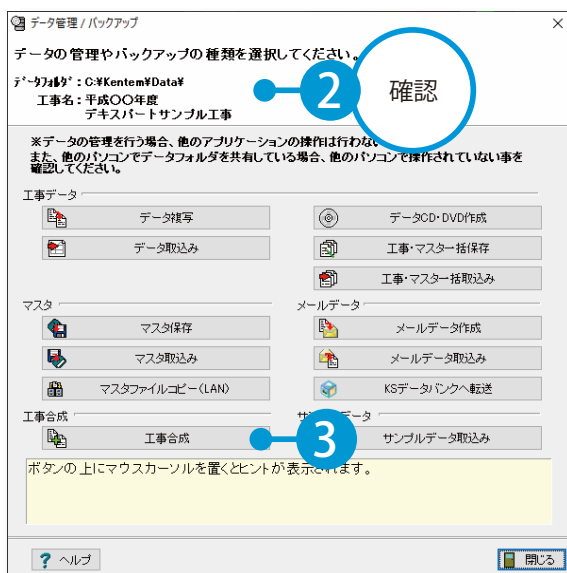 データ管理 / バックアップ
データの管理やバックアップの種類を選択してください。
ﾃﾞｰﾀﾌｫﾙﾀﾞ：C:¥Kentem¥Data¥
2
確認
工事名：平成〇〇年度
デキスパートサンプル工事
※データの管理を行う場合、他のアプリケーションの操作は行わな
また、他のパソコンでデータフォルダを共有している場合、他のパソコンで操作されていない事を
確認してください。
工事データ
データ複写
データCD・DVD作成
データ取込み
工事・マスター括保存
工事・マスター括取込み
マスタ
メールデータ
マスタ保存
メールデータ作成
マスタ取込み
メールデータ取込み
マスタファイルコピー（LAN）
KSデータバンクへ転送
工事合成
データ
工事合成
3
サンプルデータ取込み
ボタンの上にマウスカーソルを置くとヒントが表示されます。
? ヘルプ
閉じる